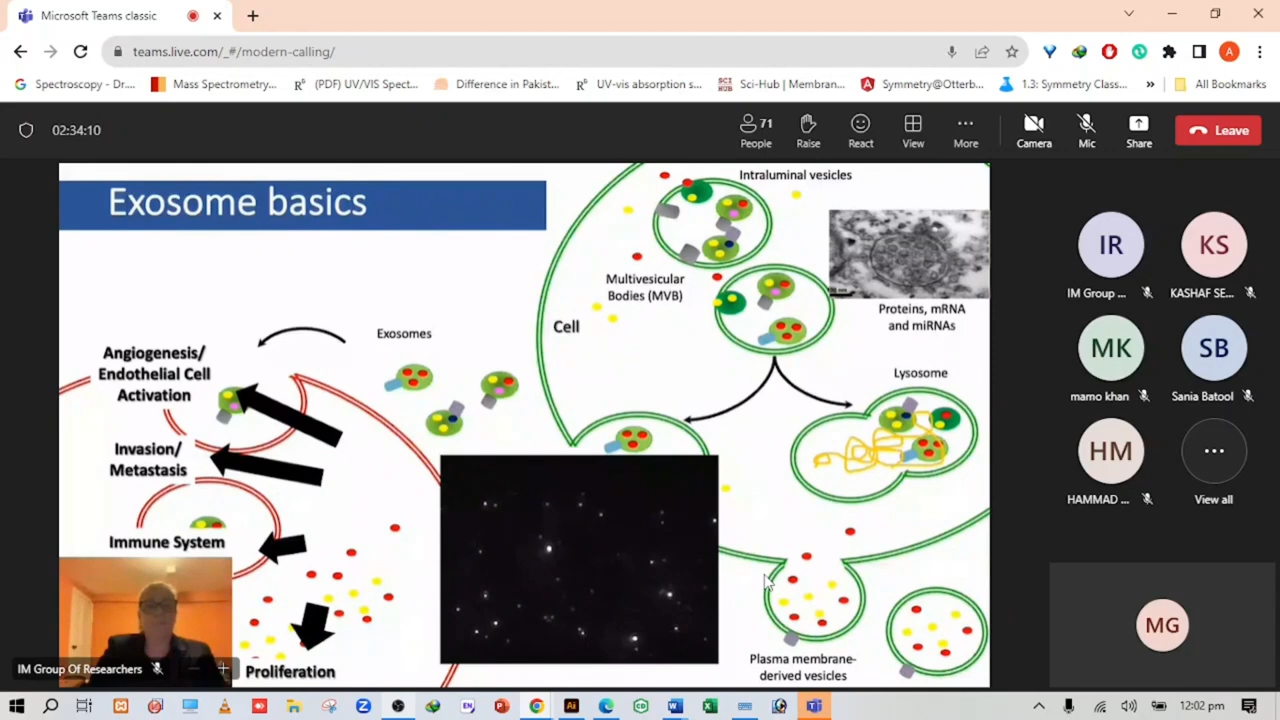 Microsoft Teams classic
teams.live.com/_#/modern-calling/
A
Spectroscopy - Dr....
Mass Spectrometry...
(PDF) UV/VIS Spect...
Difference in Pakist...
UV-vis absorption s...
SCI HUB
Sci-Hub | Membran...
Symmetry@Otterb...
1.3: Symmetry Class...
»
All Bookmarks
02:34:10
71
People
Raise
React
View
More
Camera
Mic
Share
Leave
Exosome basics
Intraluminal vesicles
Multivesicular
Bodies (MVB)
Proteins, mRNA
and miRNAs
Cell
Exosomes
Lysosome
Angiogenesis/
Endothelial Cell
Activation
Invasion/
Metastasis
Immune System
Proliferation
Plasma membrane-
derived vesicles
IM Group Of Researchers
IR
IM Group ...
KS
KASHAF SE...
MK
mamo khan
SB
Sania Batool
HM
HAMMAD ...
View all
MG
12:02 pm